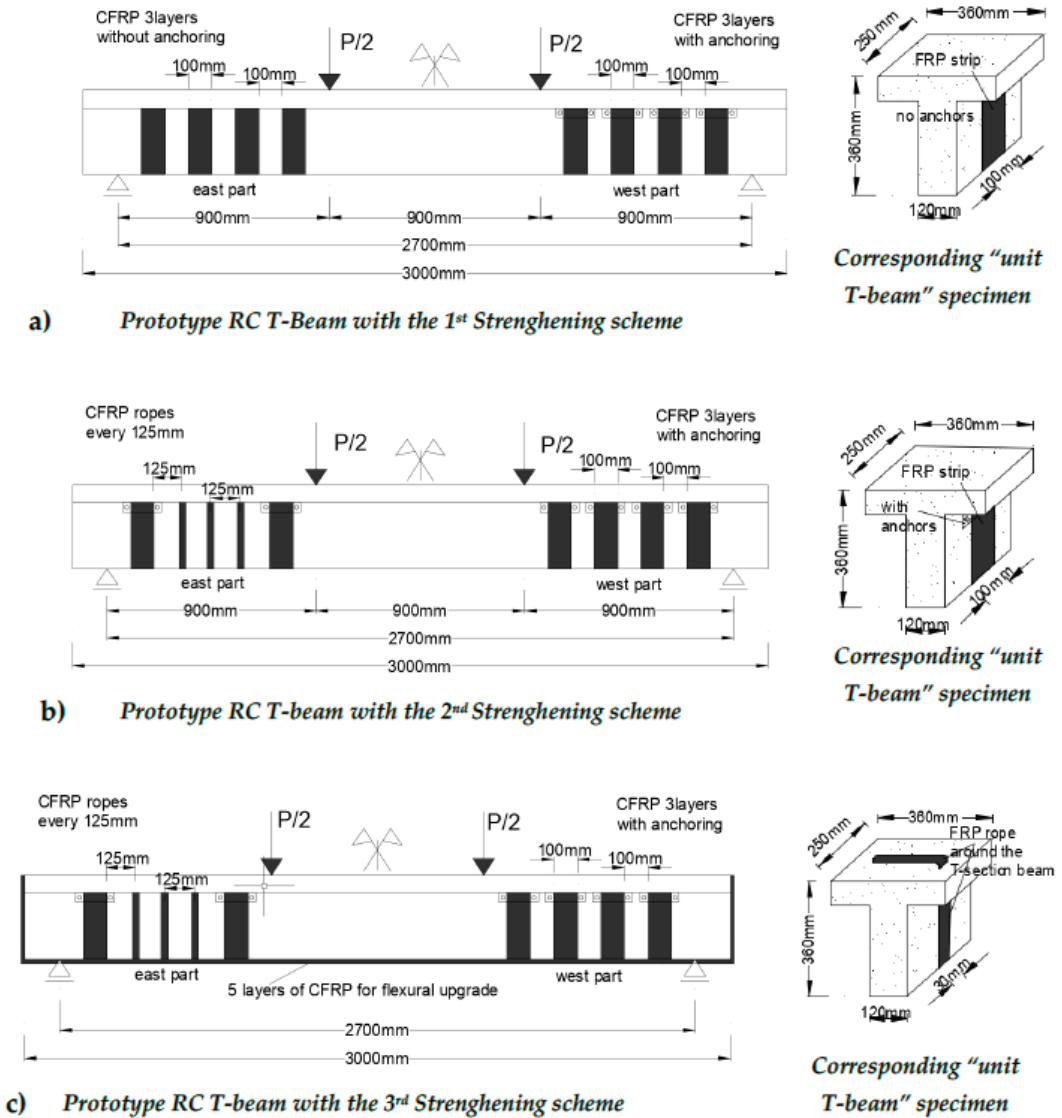 CFRP 3layers
without anchoring
P/2
P/2
CFRP 3layers
with anchoring
100mm
100mm
100mm
100mm
east part
west part
900mm
900mm
900mm
2700mm
3000mm
360mm
250mm
FRP strip
no anchors
360mm
100mm
120mm
Corresponding “unit
T-beam” specimen
a) Prototype RC T-Beam with the 1st Strenghening scheme
CFRP ropes
every 125mm
P/2
P/2
CFRP 3layers
with anchoring
125mm
125mm
100mm
100mm
east part
west part
900mm
900mm
900mm
2700mm
3000mm
360mm
250mm
FRP strip
with
anchors
360mm
100mm
120mm
Corresponding “unit
T-beam” specimen
b) Prototype RC T-beam with the 2nd Strenghening scheme
CFRP ropes
every 125mm
P/2
P/2
CFRP 3layers
with anchoring
125mm
125mm
100mm
100mm
east part
west part
5 layers of CFRP for flexural upgrade
2700mm
3000mm
360mm
250mm
FRP rope
around the
T-section beam
360mm
30mm
120mm
Corresponding “unit
T-beam” specimen
c) Prototype RC T-beam with the 3rd Strenghening scheme